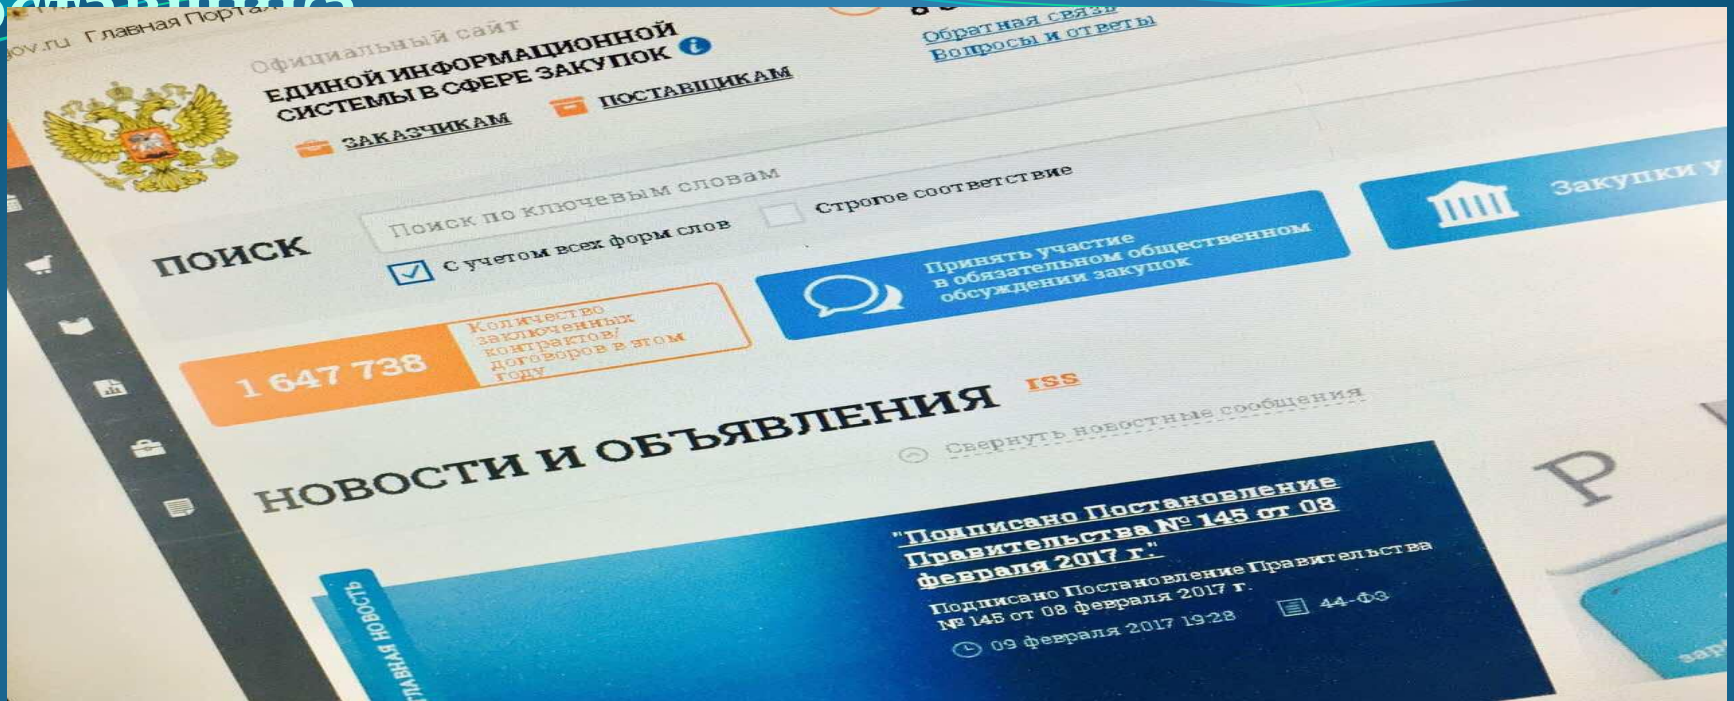 gov.ru Главная Портал
Официальный сайт
ЕДИНОЙ ИНФОРМАЦИОННОЙ
СИСТЕМЫ В СФЕРЕ ЗАКУПОК
ЗАКАЗЧИКАМ
ПОСТАВЩИКАМ
Обратная связь
Вопросы и ответы
ПОИСК
Поиск по ключевым словам
С учетом всех форм слов
Строгое соответствие
1 647 738
Количество
заключенных
контрактов/
договоров в этом
году
Принять участие
в обязательном общественном
обсуждении закупок
Закупки у
НОВОСТИ И ОБЪЯВЛЕНИЯ
rss
Свернуть новостные сообщения
ГЛАВНАЯ НОВОСТЬ
"Подписано Постановление
Правительства № 145 от 08
февраля 2017 г."
Подписано Постановление Правительства
№ 145 от 08 февраля 2017 г.
09 февраля 2017 19:28
44-ФЗ
Р